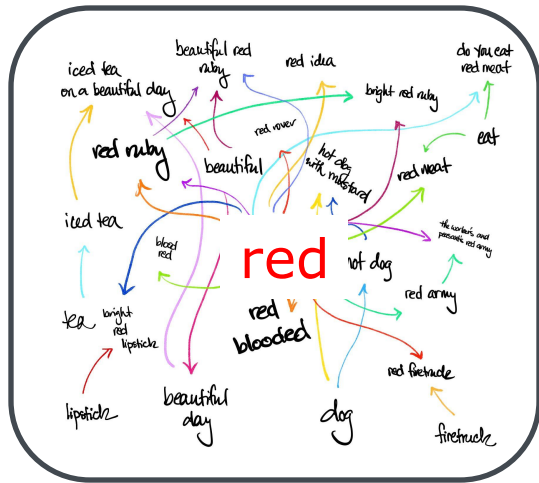 beautiful red
ruby
red idea
do you eat
red meat
iced tea
on a beautiful day
bright red ruby
red rover
eat
red ruby
beautiful
hot dog
with mustard
red meat
iced tea
the worker's and
peasants red army
blood
red
red
hot dog
red army
tea
bright
red
lipstick
red
blooded
red firetruck
lipstick
beautiful
day
dog
firetruck